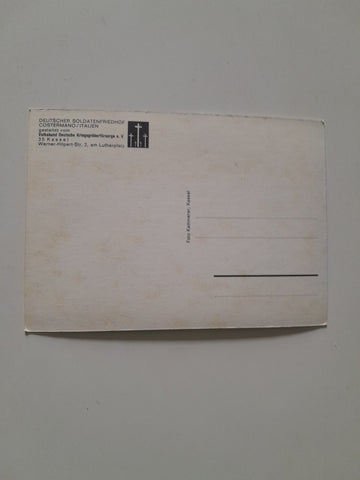 DEUTSCHER SOLDATENFRIEDHOF
COSTERMANO/ITALIEN
gestaltet vom
Volksbund Deutsche Kriegsgräberfürsorge e.V.
35 Kassel
Werner-Hilpert-Str. 2, am Lutherplatz
Foto Kammerer, Kassel